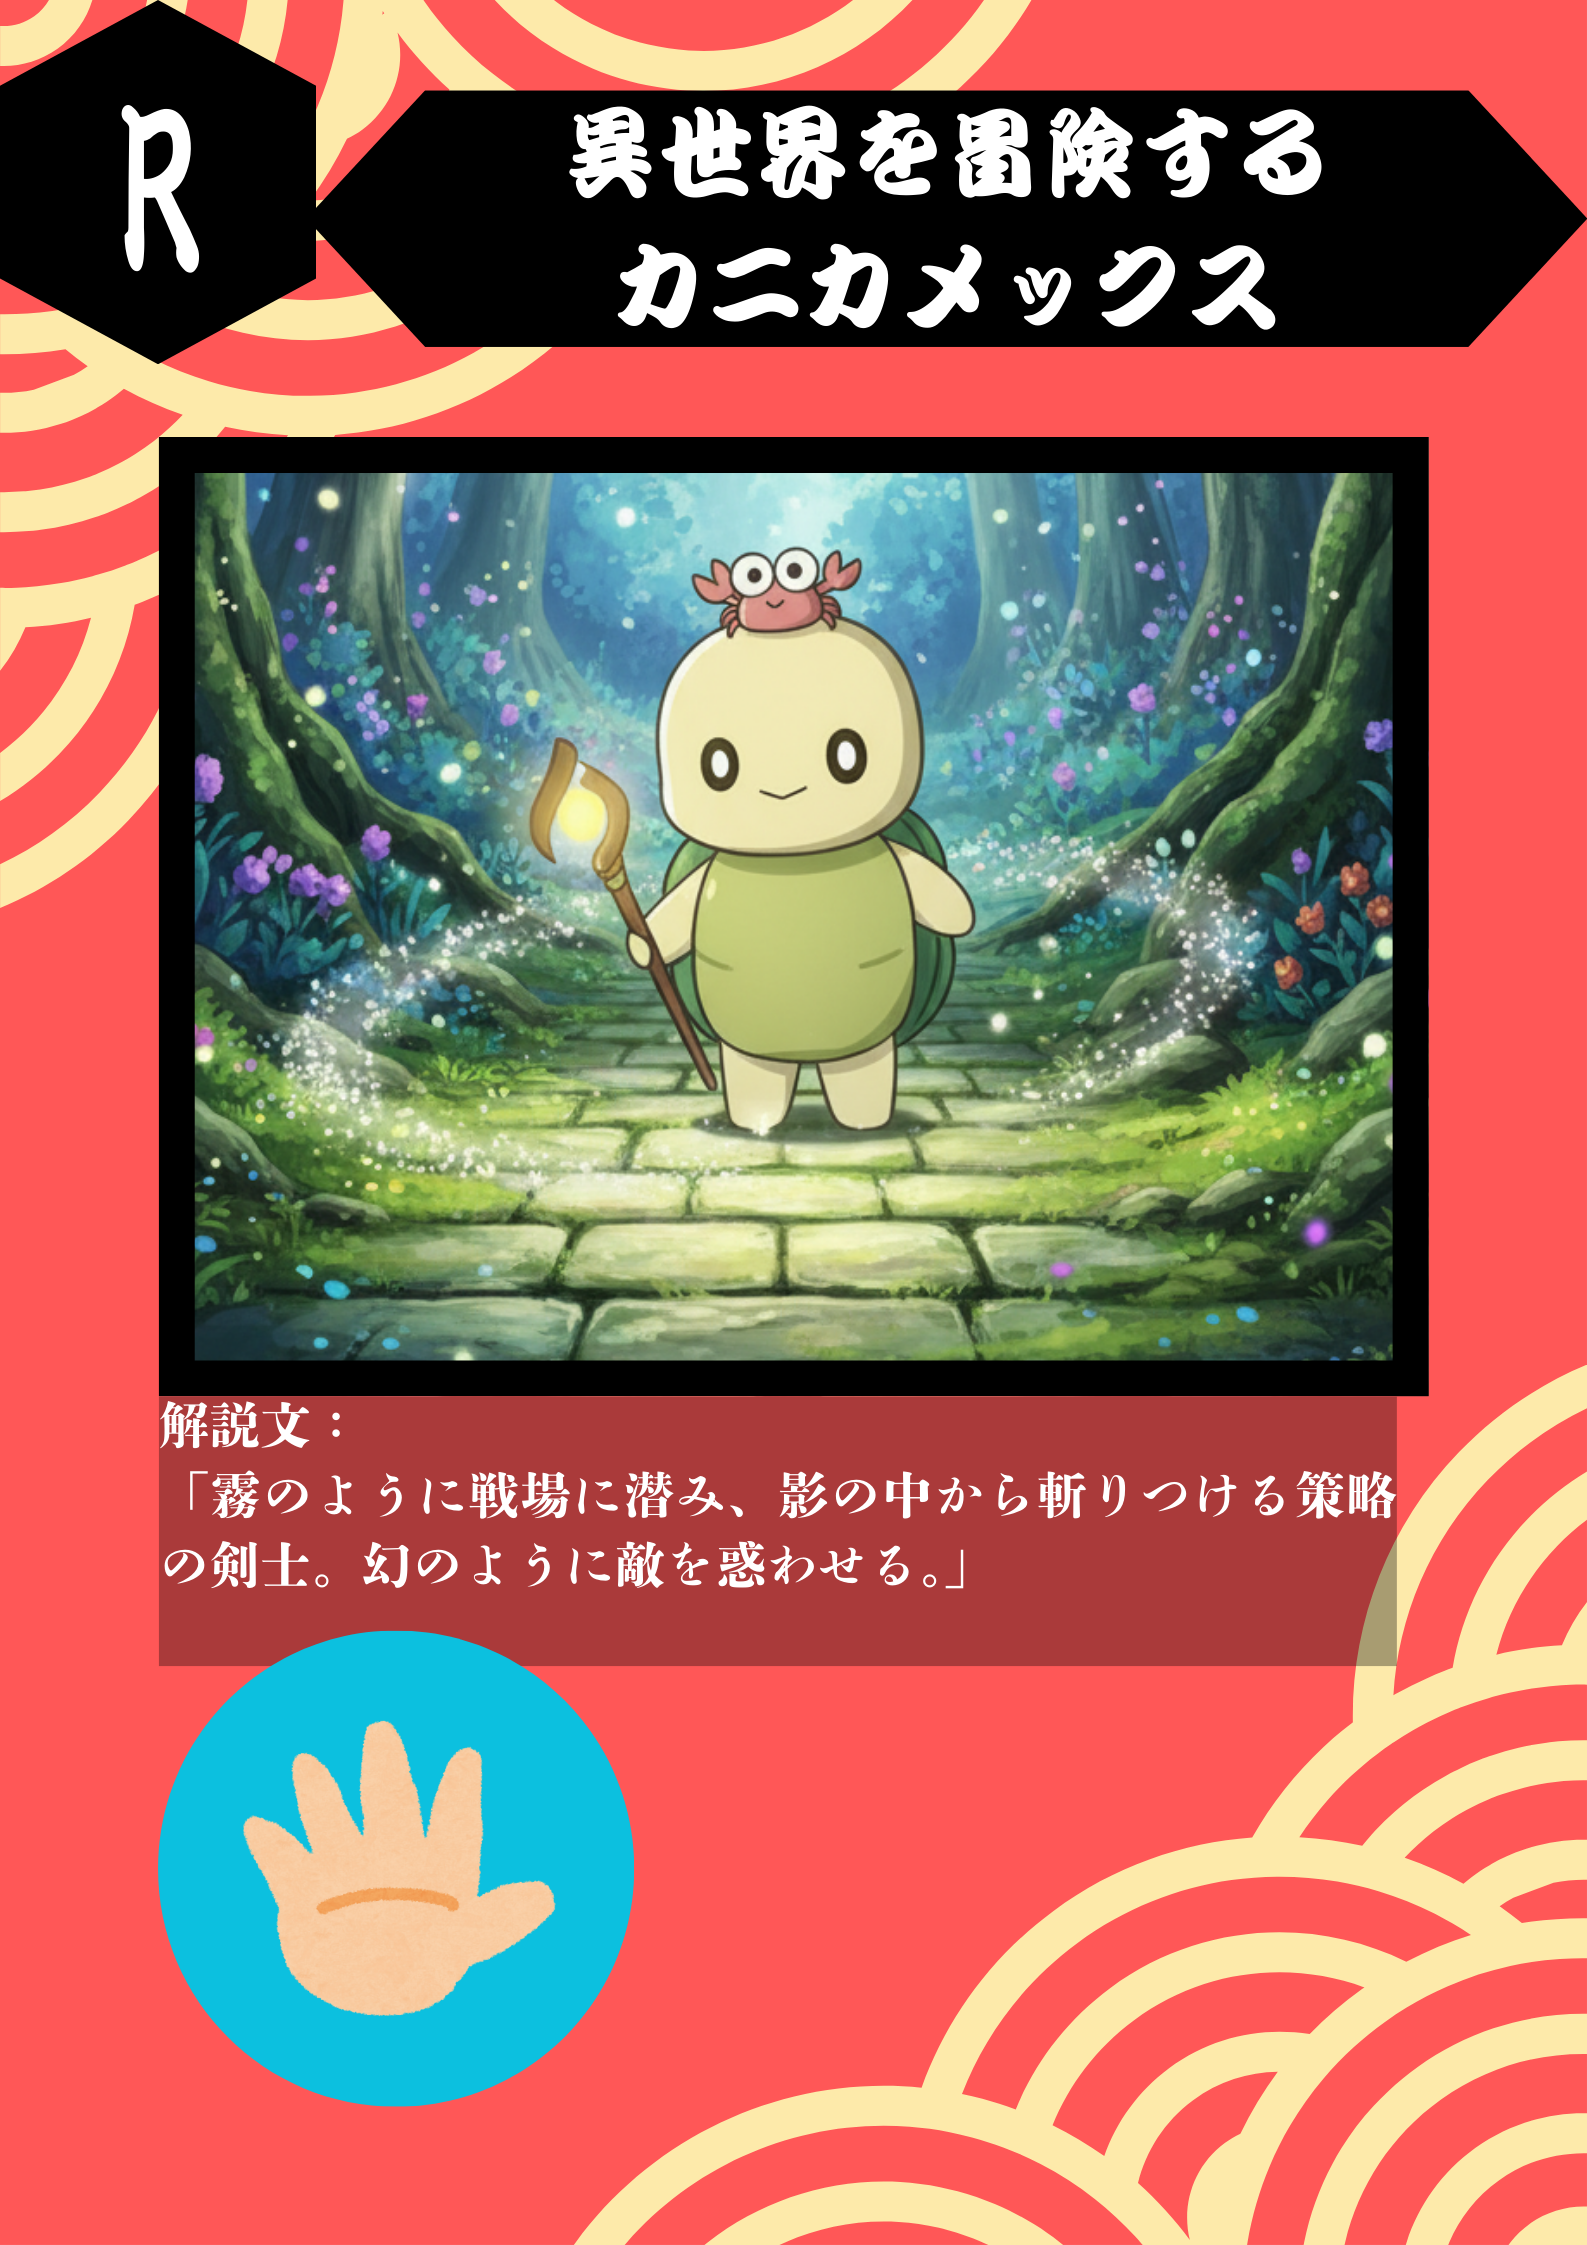 R
異世界を冒険する
カニカメックス
解説文：
「霧のように戦場に潜み、影の中から斬りつける策略
の剣士。幻のように敵を惑わせる。」